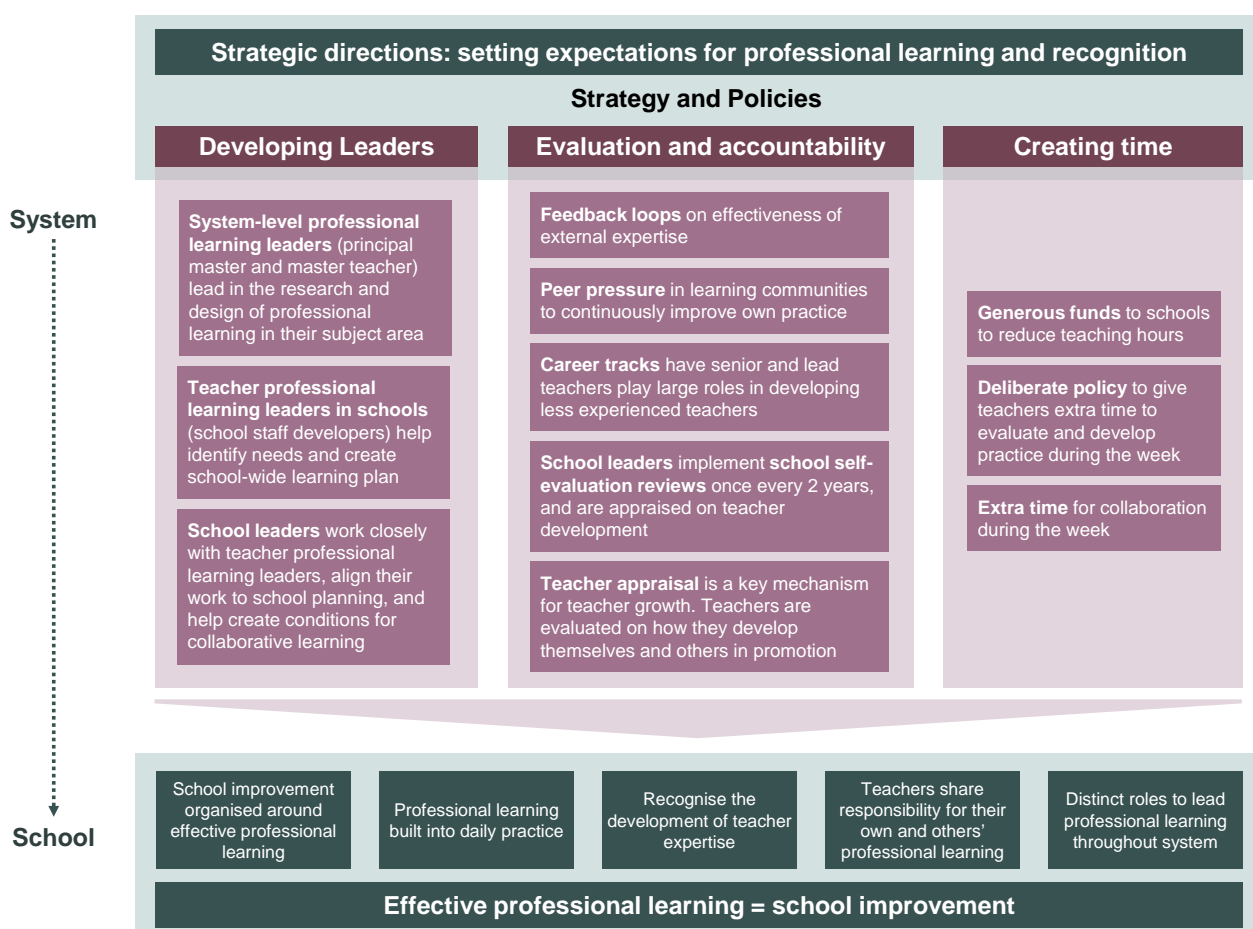 Strategic directions: setting expectations for professional learning and recognition
Strategy and Policies
Developing Leaders
Evaluation and accountability
Creating time
System
System-level professional
learning leaders (principal
master and master teacher)
lead in the research and
design of professional
learning in their subject area
Teacher professional
learning leaders in schools
(school staff developers) help
identify needs and create
school-wide learning plan
School leaders work closely
with teacher professional
learning leaders, align their
work to school planning, and
help create conditions for
collaborative learning
Feedback loops on effectiveness of
external expertise
Peer pressure in learning communities
to continuously improve own practice
Career tracks have senior and lead
teachers play large roles in developing
less experienced teachers
School leaders implement school self-
evaluation reviews once every 2 years,
and are appraised on teacher
development
Teacher appraisal is a key mechanism
for teacher growth. Teachers are
evaluated on how they develop
themselves and others in promotion
Generous funds to schools
to reduce teaching hours
Deliberate policy to give
teachers extra time to
evaluate and develop
practice during the week
Extra time for collaboration
during the week
School
School improvement
organised around
effective professional
learning
Professional learning
built into daily practice
Recognise the
development of teacher
expertise
Teachers share
responsibility for their
own and others’
professional learning
Distinct roles to lead
professional learning
throughout system
Effective professional learning = school improvement